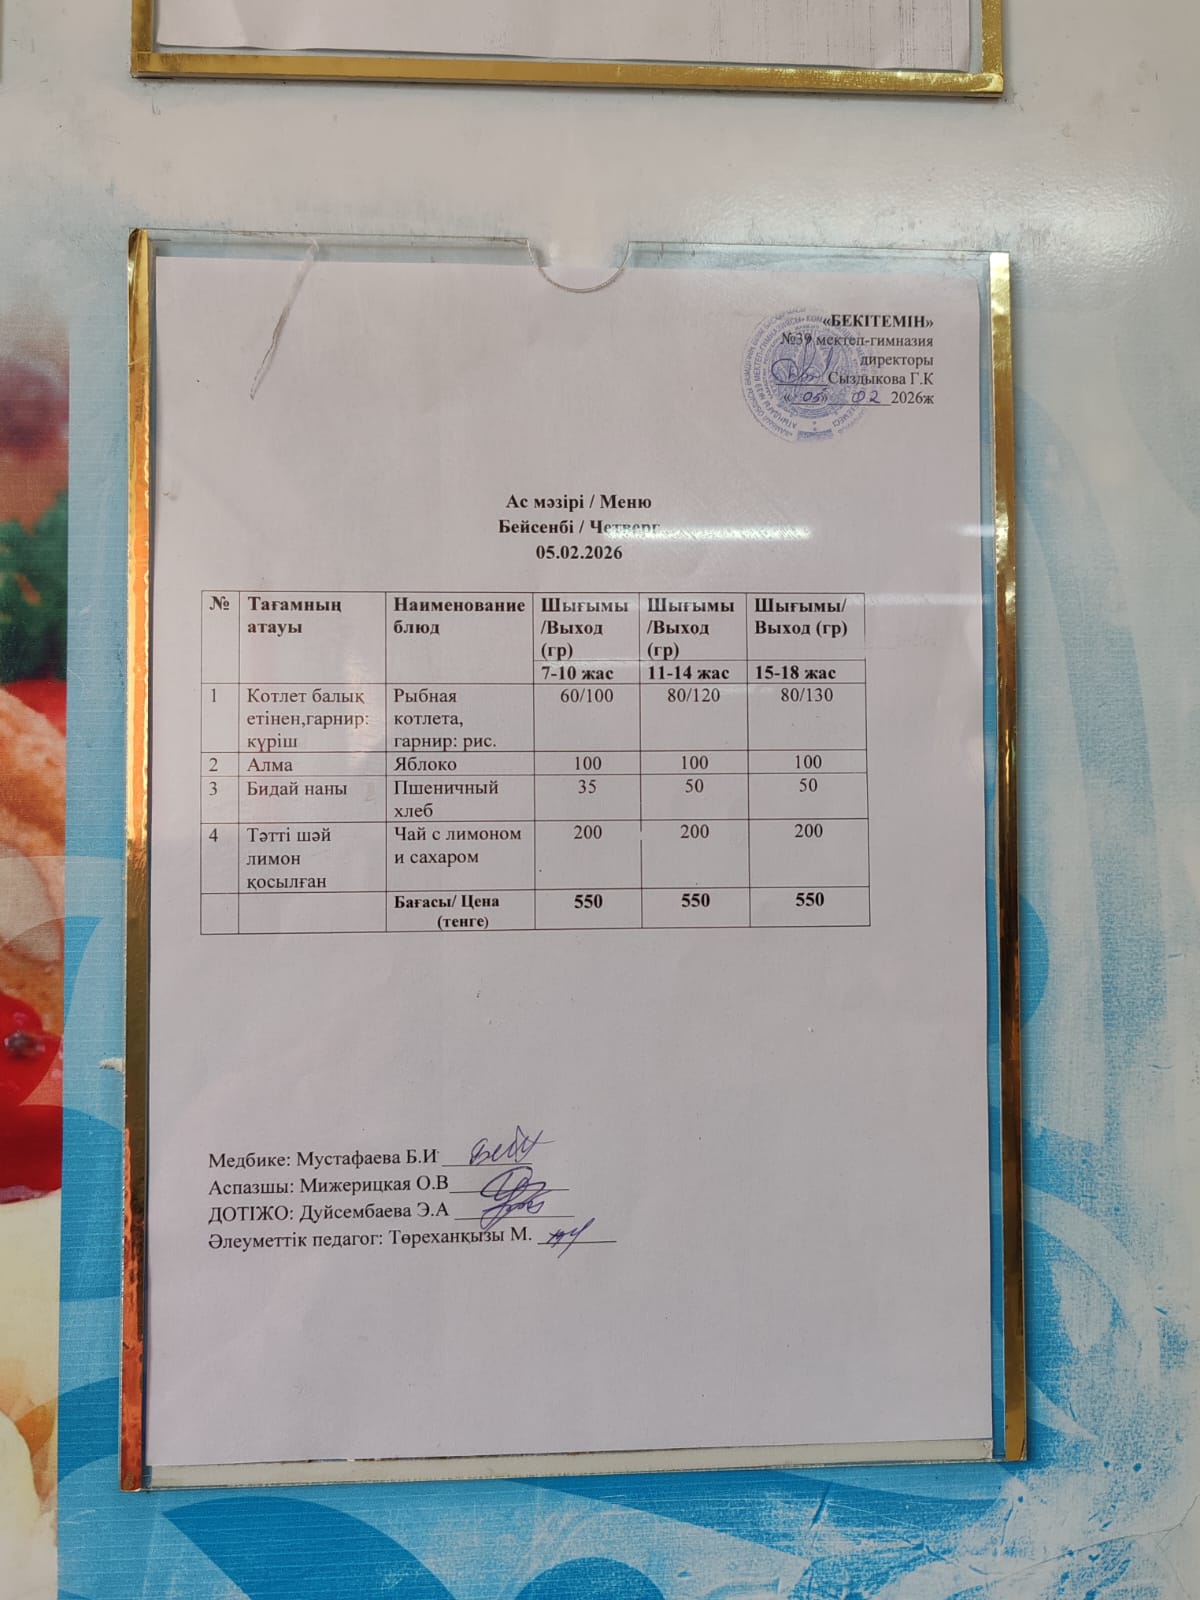 «БЕКІТЕМІН»
№39 мектеп-гимназия
директоры
Сыздыкова Г.К
« 05 » 02 2026ж
Ас мәзірі / Меню
Бейсенбі / Четверг
05.02.2026
№ Тағамның атауы Наименование блюд Шығымы /Выход (гр) Шығымы /Выход (гр) Шығымы/ Выход (гр)
7-10 жас 11-14 жас 15-18 жас
1 Котлет балық етінен,гарнир: күріш Рыбная котлета, гарнир: рис. 60/100 80/120 80/130
2 Алма Яблоко 100 100 100
3 Бидай наны Пшеничный хлеб 35 50 50
4 Тәтті шәй лимон қосылған Чай с лимоном и сахаром 200 200 200
Бағасы/ Цена (тенге) 550 550 550
Медбике: Мустафаева Б.И
Аспазшы: Мижерицкая О.В
ДОТІЖО: Дуйсембаева Э.А
Әлеуметтік педагог: Төреханқызы М.